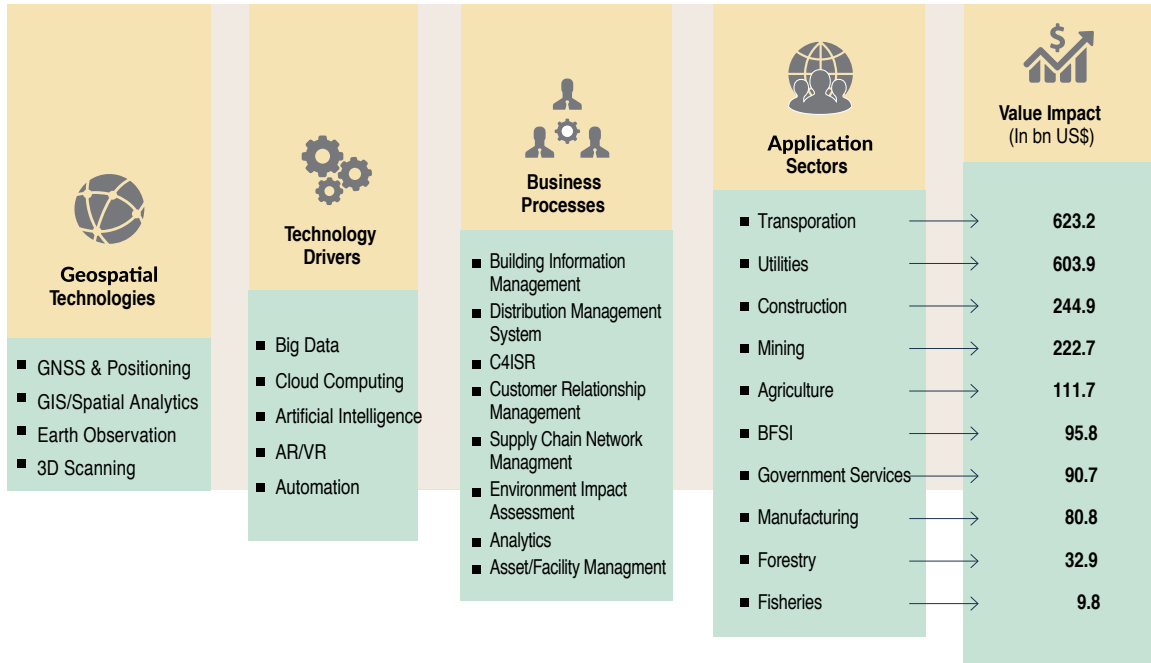 Geospatial
Technologies
GNSS & Positioning
GIS/Spatial Analytics
Earth Observation
3D Scanning
Technology
Drivers
Big Data
Cloud Computing
Artificial Intelligence
AR/VR
Automation
Business
Processes
Building Information
Management
Distribution Management
System
C4ISR
Customer Relationship
Management
Supply Chain Network
Managment
Environment Impact
Assessment
Analytics
Asset/Facility Managment
Application
Sectors
Value Impact
(In bn US$)
Transporation 623.2
Utilities 603.9
Construction 244.9
Mining 222.7
Agriculture 111.7
BFSI 95.8
Government Services 90.7
Manufacturing 80.8
Forestry 32.9
Fisheries 9.8